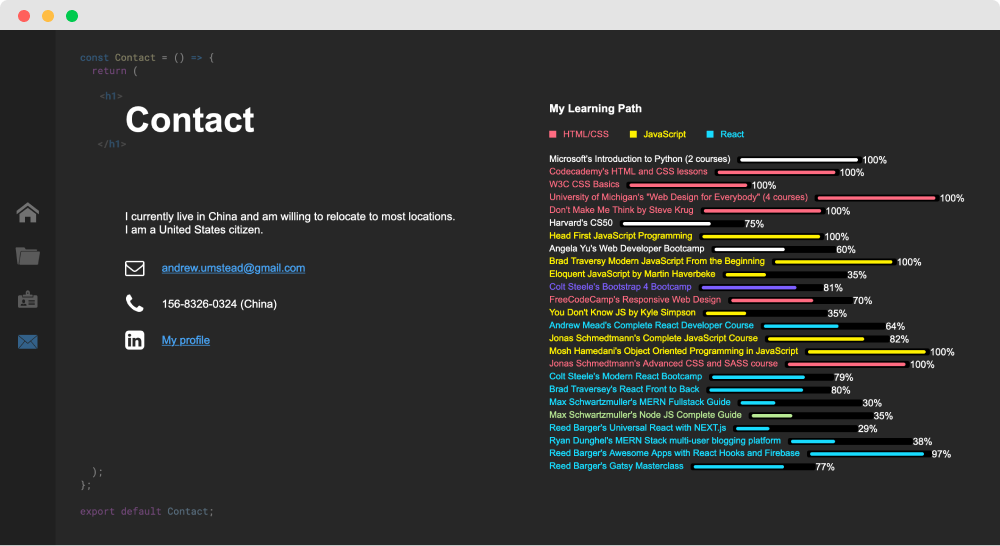 const Contact = () => {
return (
<h1>
Contact
</h1>
I currently live in China and am willing to relocate to most locations.
I am a United States citizen.
andrew.umstead@gmail.com
156-8326-0324 (China)
My profile
);
};
export default Contact;
My Learning Path
HTML/CSS JavaScript React
Microsoft's Introduction to Python (2 courses) 100%
Codecademy's HTML and CSS lessons 100%
W3C CSS Basics 100%
University of Michigan's "Web Design for Everybody" (4 courses) 100%
Don't Make Me Think by Steve Krug 100%
Harvard's CS50 75%
Head First JavaScript Programming 100%
Angela Yu's Web Developer Bootcamp 60%
Brad Traversy Modern JavaScript From the Beginning 100%
Eloquent JavaScript by Martin Haverbeke 35%
Colt Steele's Bootstrap 4 Bootcamp 81%
FreeCodeCamp's Responsive Web Design 70%
You Don't Know JS by Kyle Simpson 35%
Andrew Mead's Complete React Developer Course 64%
Jonas Schmedtmann's Complete JavaScript Course 82%
Mosh Hamedani's Object Oriented Programming in JavaScript 100%
Jonas Schmedtmann's Advanced CSS and SASS course 100%
Colt Steele's Modern React Bootcamp 79%
Brad Traversey's React Front to Back 80%
Max Schwartzmuller's MERN Fullstack Guide 30%
Max Schwartzmuller's Node JS Complete Guide 35%
Reed Barger's Universal React with NEXT.js 29%
Ryan Dunghel's MERN Stack multi-user blogging platform 38%
Reed Barger's Awesome Apps with React Hooks and Firebase 97%
Reed Barger's Gatsy Masterclass 77%